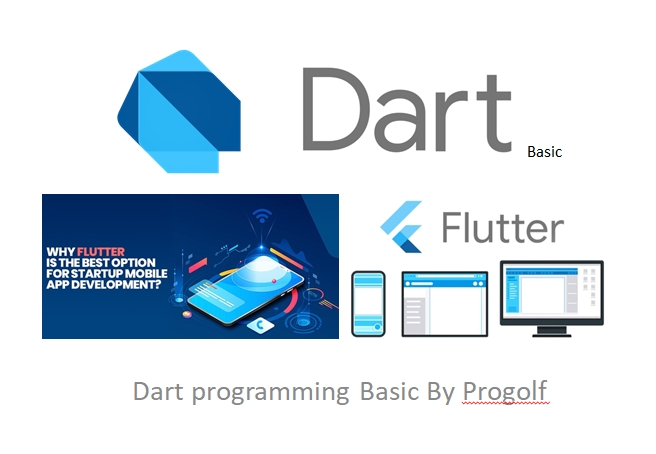 Dart
Basic
WHY FLUTTER
IS THE BEST OPTION
FOR STARTUP MOBILE
APP DEVELOPMENT?
Flutter
Dart programming Basic By Progolf